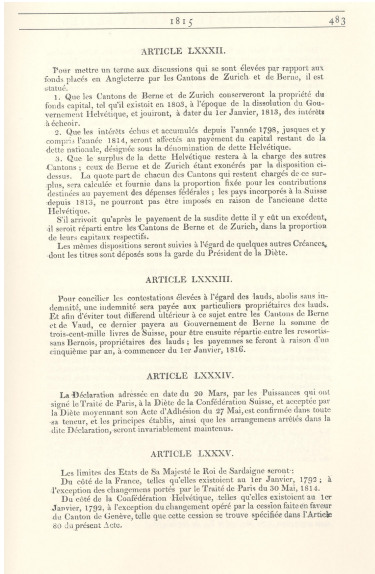 1815
483
ARTICLE LXXXII.
Pour mettre un terme aux discussions qui se sont élevées par rapport aux
fonds placés en Angleterre par les Cantons de Zurich et de Berne, il est
statué.
1. Que les Cantons de Berne et de Zurich conserveront la propriété du
fonds capital, tel qu'il existoit en 1803, à l'époque de la dissolution du Gou-
vernement Helvétique, et jouiront, à dater du 1er Janvier, 1813, des intérêts
à échcoir.
2. Que les intérêts échus et accumulés depuis l'année 1798, jusques et y
compris l'année 1814, seront affectés au payement du capital restant de la
dette nationale, désignée sous la dénomination de dette Helvétique.
3. Que le surplus de la dette Helvétique restera à la charge des autres
Cantons ; ceux de Berne et de Zurich étant exonérés par la disposition ci-
dessus. La quote part de chacun des Cantons qui restent chargés de ce sur-
plus, sera calculée et fournie dans la proportion fixée pour les contributions
destinées au payement des dépenses fédérales ; les pays incorporés à la Suisse
depuis 1813, ne pourront pas être imposés en raison de l'ancienne dette
Helvétique.
S'il arrivoit qu'après le payement de la susdite dette il y eût un excédent,
il seroit réparti entre les Cantons de Berne et de Zurich, dans la proportion
de leurs capitaux respectifs.
Les mêmes dispositions seront suivies à l'égard de quelques autres Créances,
dont les titres sont déposés sous la garde du Président de la Diète.
ARTICLE LXXXIII.
Pour concilier les contestations élevées à l'égard des lauds, abolis sans in-
demnité, une indemnité sera payée aux particuliers propriétaires des lauds.
Et afin d'éviter tout différend ultérieur à ce sujet entre les Cantons de Berne
et de Vaud, ce dernier payera au Gouvernement de Berne la somme de
trois-cent-mille livres de Suisse, pour être ensuite répartie entre les ressortis-
sans Bernois, propriétaires des lauds ; les payemens se feront à raison d'un
cinquième par an, à commencer du 1er Janvier, 1816.
ARTICLE LXXXIV.
La Déclaration adressée en date du 20 Mars, par les Puissances qui ont
signé le Traité de Paris, à la Diète de la Confédération Suisse, et acceptée par
la Diète moyennant son Acte d'Adhésion du 27 Mai, est confirmée dans toute
sa teneur, et les principes établis, ainsi que les arrangemens arrêtés dans la
dite Déclaration, seront invariablement maintenus.
ARTICLE LXXXV.
Les limites des Etats de Sa Majesté le Roi de Sardaigne seront :
Du côté de la France, telles qu'elles existoient au 1er Janvier, 1792 ; à
l'exception des changemens portés par le Traité de Paris du 30 Mai, 1814.
Du côté de la Confédération Helvétique, telles qu'elles existoient au 1er
Janvier, 1792, à l'exception du changement opéré par la cession faite en faveur
du Canton de Genève, telle que cette cession se trouve spécifiée dans l'Article
80 du présent Acte.